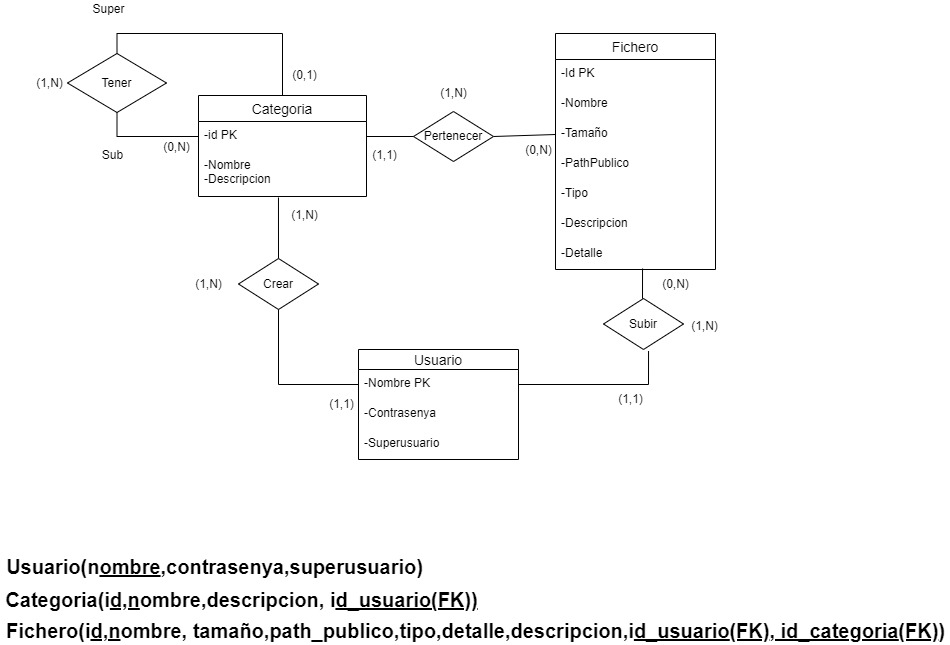 Super
Fichero
(1,N)
Tener
(0,1)
-Id PK
(1,N)
-Nombre
Categoria
-id PK
Pertenecer
-Tamaño
Sub
(0,N)
(1,1)
(0,N)
-Nombre
-Descripcion
-PathPublico
-Tipo
(1,N)
-Descripcion
-Detalle
(1,N)
Crear
(0,N)
Subir
(1,N)
Usuario
-Nombre PK
(1,1)
(1,1)
-Contrasenya
-Superusuario
Usuario(nombre,contrasenya,superusuario)
Categoria(id,nombre,descripcion, id_usuario(FK))
Fichero(id,nombre, tamaño,path_publico,tipo,detalle,descripcion,id_usuario(FK), id_categoria(FK))